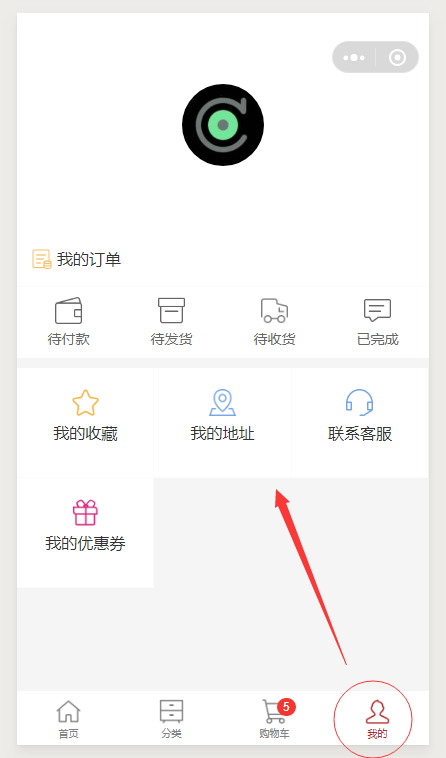 我的订单
待付款 待发货 待收货 已完成
我的收藏 我的地址 联系客服
我的优惠券
5
首页 分类 购物车 我的